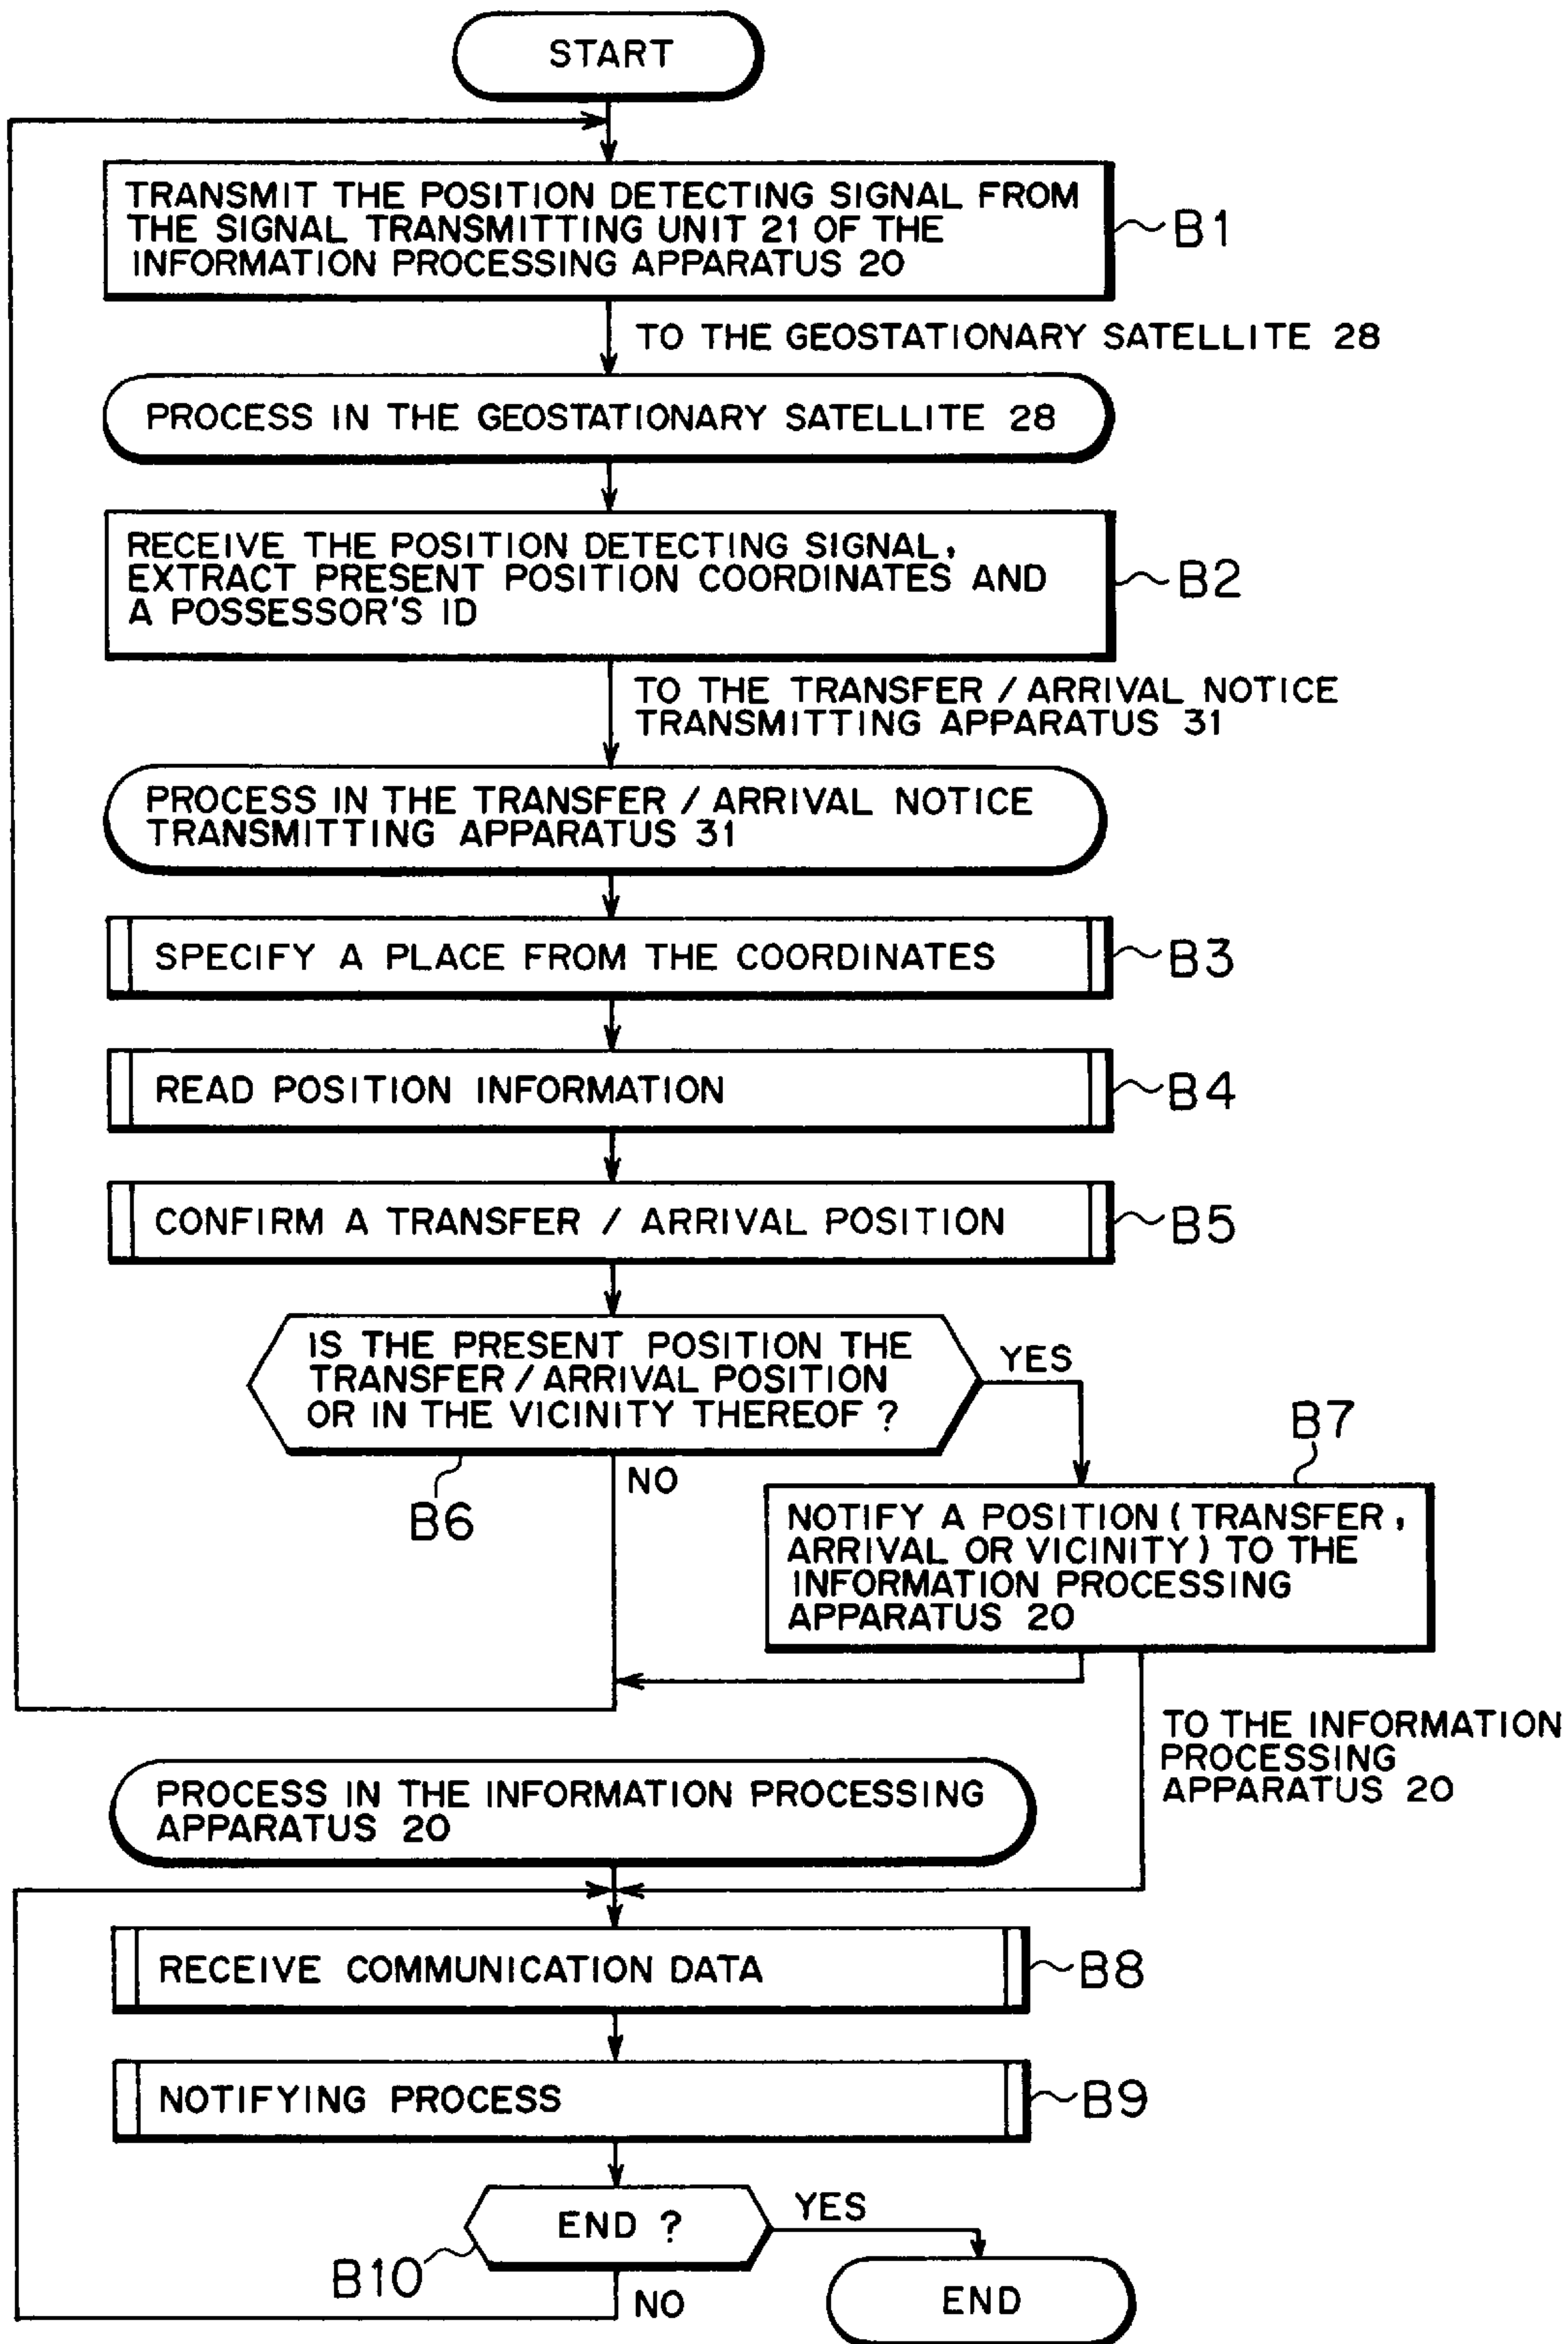 START
TRANSMIT THE POSITION DETECTING SIGNAL FROM
THE SIGNAL TRANSMITTING UNIT 21 OF THE
INFORMATION PROCESSING APPARATUS 20
B1
TO THE GEOSTATIONARY SATELLITE 28
PROCESS IN THE GEOSTATIONARY SATELLITE 28
RECEIVE THE POSITION DETECTING SIGNAL,
EXTRACT PRESENT POSITION COORDINATES AND
A POSSESSOR'S ID
B2
TO THE TRANSFER / ARRIVAL NOTICE
TRANSMITTING APPARATUS 31
PROCESS IN THE TRANSFER / ARRIVAL NOTICE
TRANSMITTING APPARATUS 31
SPECIFY A PLACE FROM THE COORDINATES
B3
READ POSITION INFORMATION
B4
CONFIRM A TRANSFER / ARRIVAL POSITION
B5
IS THE PRESENT POSITION THE
TRANSFER / ARRIVAL POSITION
OR IN THE VICINITY THEREOF ?
YES
B6
NO
B7
NOTIFY A POSITION ( TRANSFER ,
ARRIVAL OR VICINITY ) TO THE
INFORMATION PROCESSING
APPARATUS 20
TO THE INFORMATION
PROCESSING
APPARATUS 20
PROCESS IN THE INFORMATION PROCESSING
APPARATUS 20
RECEIVE COMMUNICATION DATA
B8
NOTIFYING PROCESS
B9
END ?
YES
B10
NO
END